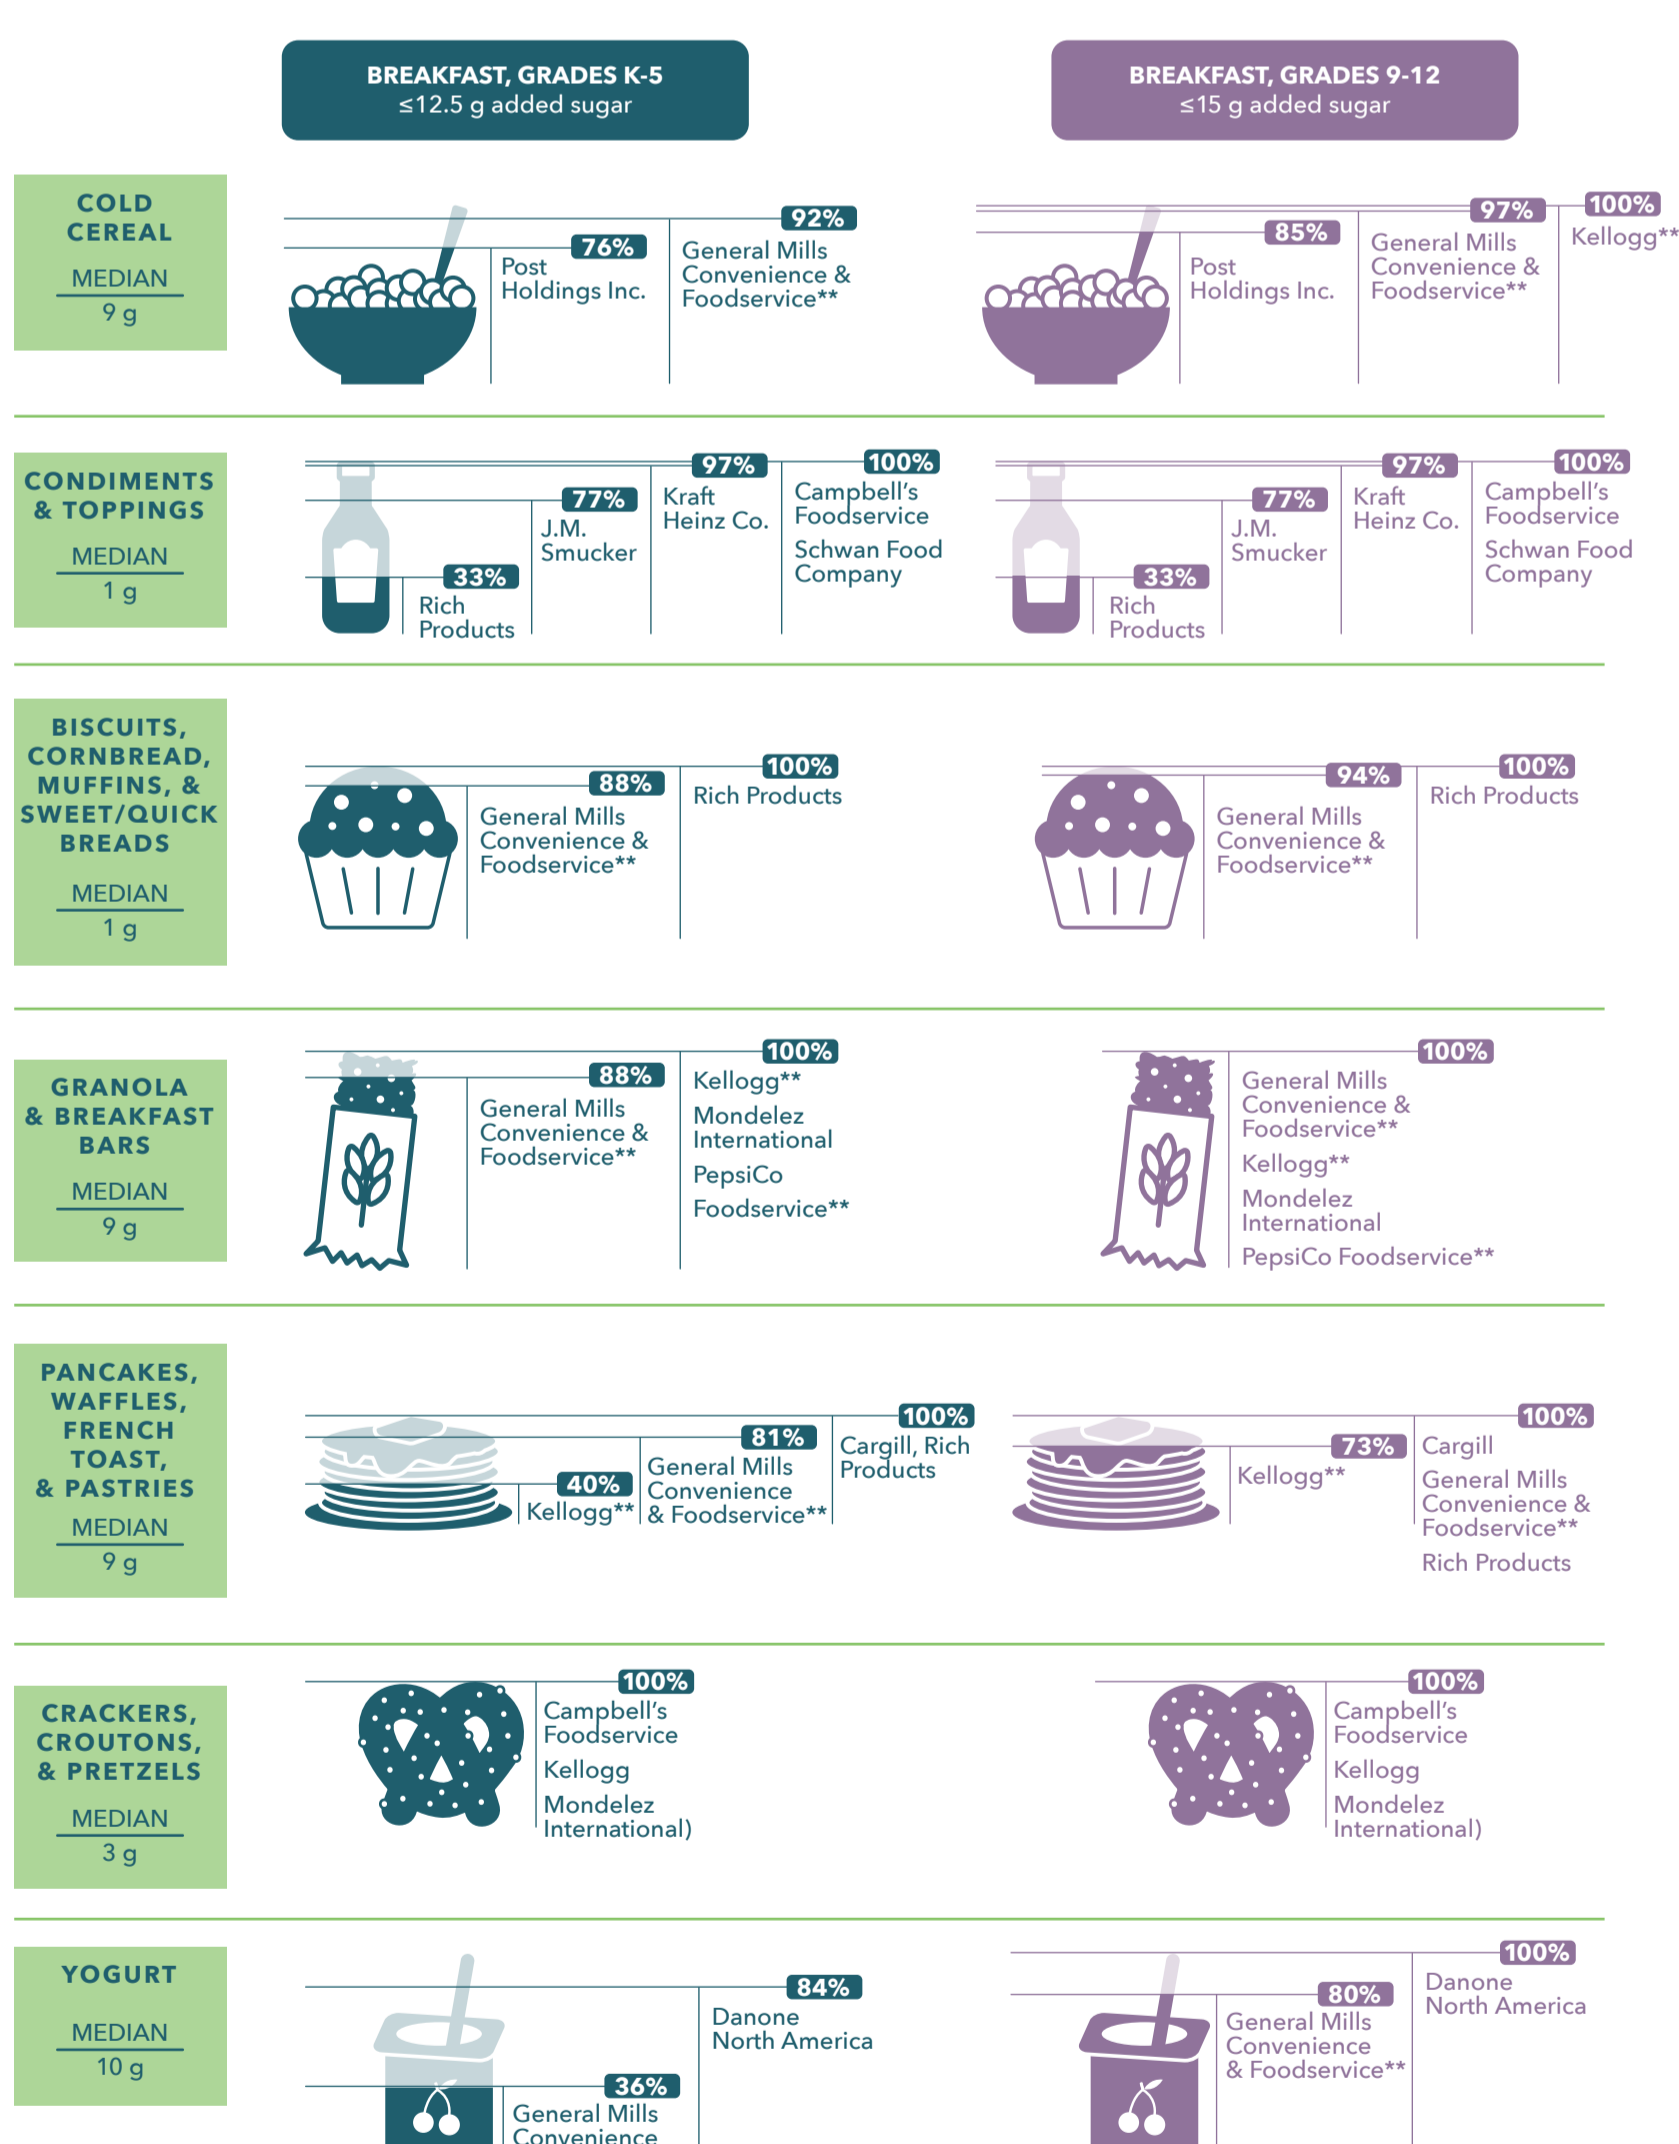 BREAKFAST, GRADES K-5
≤12.5 g added sugar
BREAKFAST, GRADES 9-12
≤15 g added sugar
COLD
CEREAL
MEDIAN
9 g
76%
Post
Holdings Inc.
92%
General Mills
Convenience &
Foodservice**
85%
Post
Holdings Inc.
97%
General Mills
Convenience &
Foodservice**
100%
Kellogg**
CONDIMENTS
& TOPPINGS
MEDIAN
1 g
33%
Rich
Products
77%
J.M.
Smucker
97%
Kraft
Heinz Co.
100%
Campbell's
Foodservice
Schwan Food
Company
33%
Rich
Products
77%
J.M.
Smucker
97%
Kraft
Heinz Co.
100%
Campbell's
Foodservice
Schwan Food
Company
BISCUITS,
CORNBREAD,
MUFFINS, &
SWEET/QUICK
BREADS
MEDIAN
1 g
88%
General Mills
Convenience &
Foodservice**
100%
Rich Products
94%
General Mills
Convenience &
Foodservice**
100%
Rich Products
GRANOLA
& BREAKFAST
BARS
MEDIAN
9 g
88%
General Mills
Convenience &
Foodservice**
100%
Kellogg**
Mondelez
International
PepsiCo
Foodservice**
100%
General Mills
Convenience &
Foodservice**
Kellogg**
Mondelez
International
PepsiCo Foodservice**
PANCAKES,
WAFFLES,
FRENCH
TOAST,
& PASTRIES
MEDIAN
9 g
40%
Kellogg**
81%
General Mills
Convenience
& Foodservice**
100%
Cargill, Rich
Products
73%
Kellogg**
100%
Cargill
General Mills
Convenience &
Foodservice**
Rich Products
CRACKERS,
CROUTONS,
& PRETZELS
MEDIAN
3 g
100%
Campbell's
Foodservice
Kellogg
Mondelez
International)
100%
Campbell's
Foodservice
Kellogg
Mondelez
International)
YOGURT
MEDIAN
10 g
36%
General Mills
Convenience
84%
Danone
North America
80%
General Mills
Convenience
& Foodservice**
100%
Danone
North America